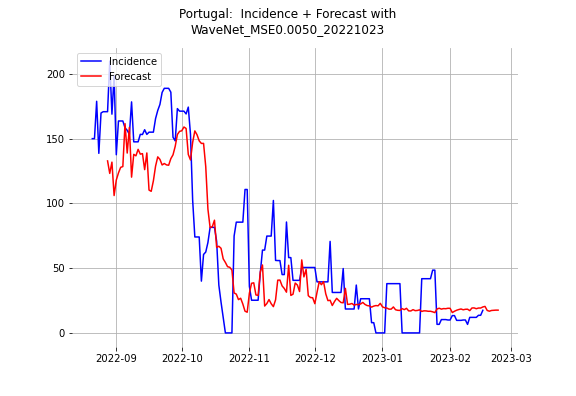 Portugal:  Incidence + Forecast with
WaveNet_MSE0.0050_20221023
Incidence
Forecast
200
150
100
50
0
2022-09 2022-10 2022-11 2022-12 2023-01 2023-02 2023-03